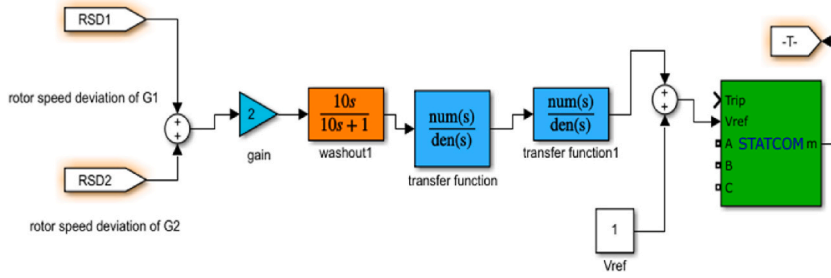 RSD1
rotor speed deviation of G1
+
+
RSD2
rotor speed deviation of G2
2
gain
10s
10s + 1
washout1
num(s)
den(s)
transfer function
num(s)
den(s)
transfer function1
+
+
1
Vref
-T-
Trip
Vref
A
STATCOM
m
B
C